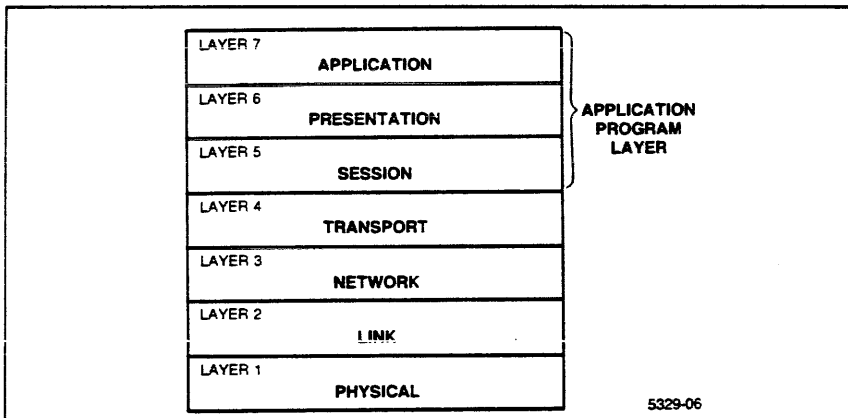 LAYER 7
APPLICATION
LAYER 6
PRESENTATION
LAYER 5
SESSION
APPLICATION
PROGRAM
LAYER
LAYER 4
TRANSPORT
LAYER 3
NETWORK
LAYER 2
LINK
LAYER 1
PHYSICAL
5329-06